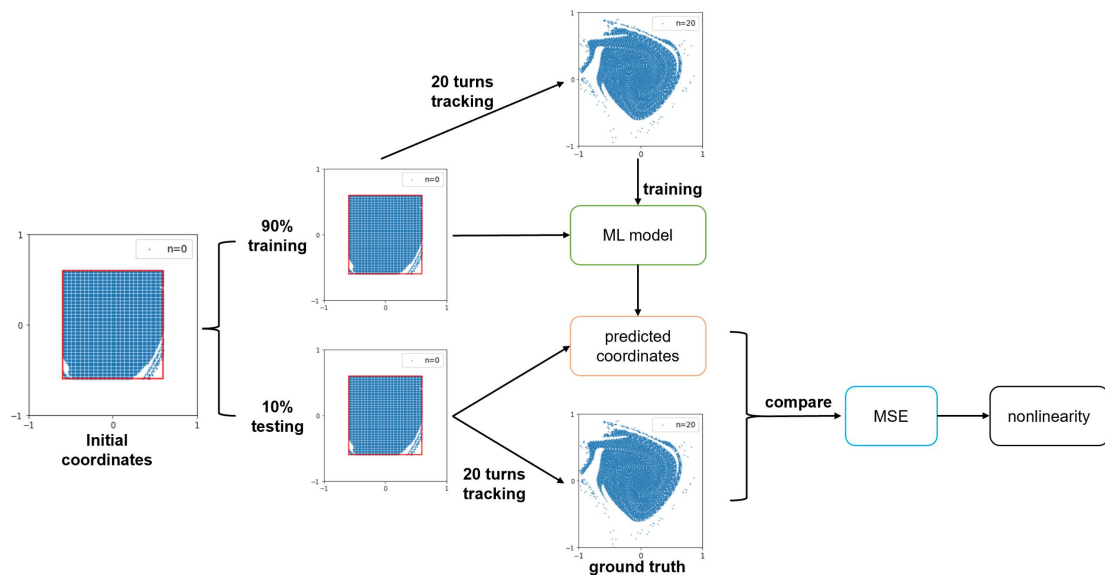 1
n=20
20 turns
tracking
0
−1
−1
0
1
1
n=0
training
90%
training
0
ML model
1
n=0
−1
−1
0
1
0
1
n=0
predicted
coordinates
−1
−1
0
1
10%
testing
0
compare
MSE
nonlinearity
1
n=20
Initial
coordinates
−1
−1
0
1
20 turns
tracking
0
−1
−1
0
1
ground truth